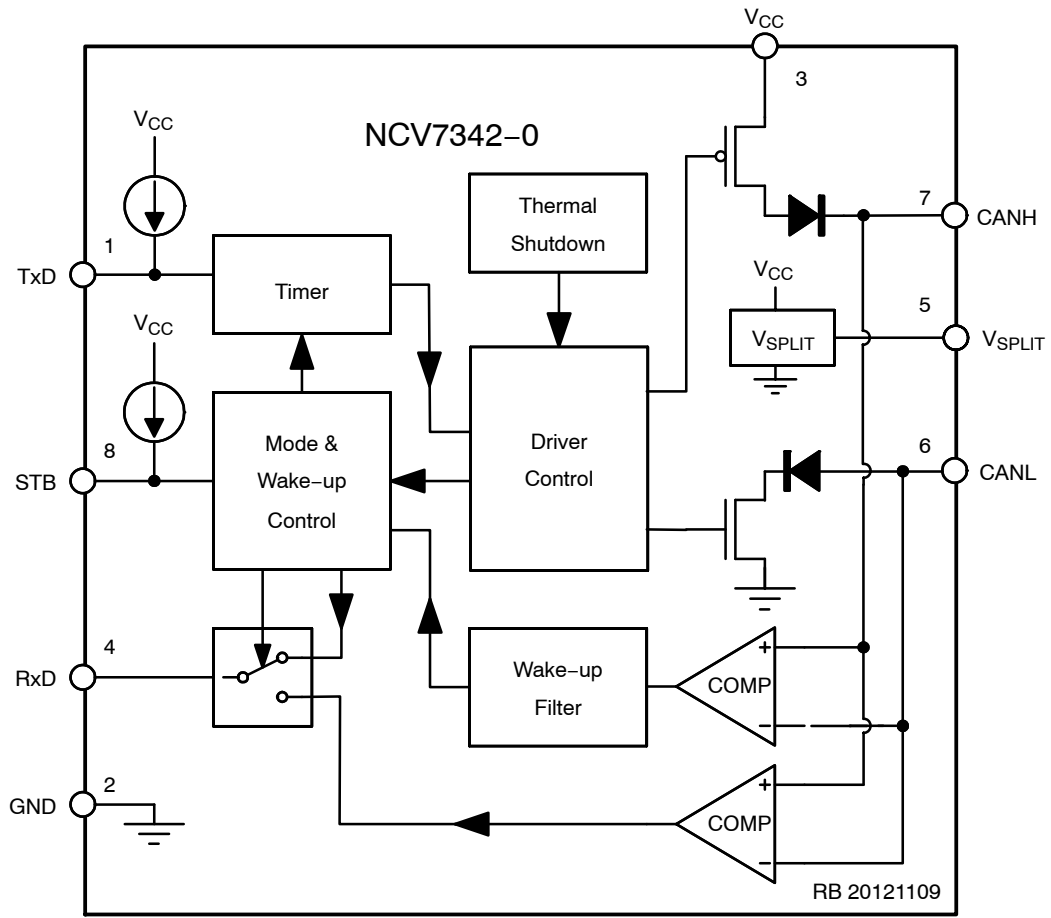 VCC
3
NCV7342−0
VCC
Thermal
Shutdown
7
CANH
1
TxD
Timer
VCC
5
VSPLIT
VSPLIT
VCC
Mode &
Wake−up
Control
Driver
Control
8
STB
6
CANL
4
RxD
Wake−up
Filter
+
COMP
−
2
GND
+
COMP
−
RB 20121109